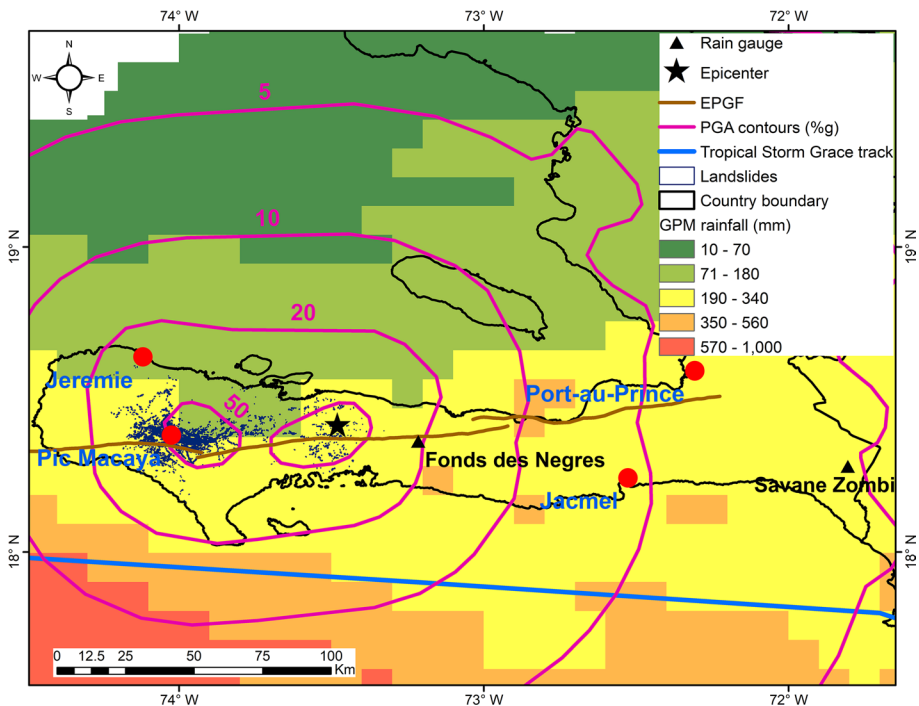 74° W 73° W 72° W
N
W E
S
Rain gauge
Epicenter
EPGF
PGA contours (%g)
Tropical Storm Grace track
Landslides
Country boundary
GPM rainfall (mm)
10 - 70
71 - 180
190 - 340
350 - 560
570 - 1,000
5
10
20
50
19° N 19° N
Jeremie
Port-au-Prince
Pic Macaya
Fonds des Negres
Savane Zombi
Jacmel
18° N 18° N
0 12.5 25 50 75 100
Km
74° W 73° W 72° W